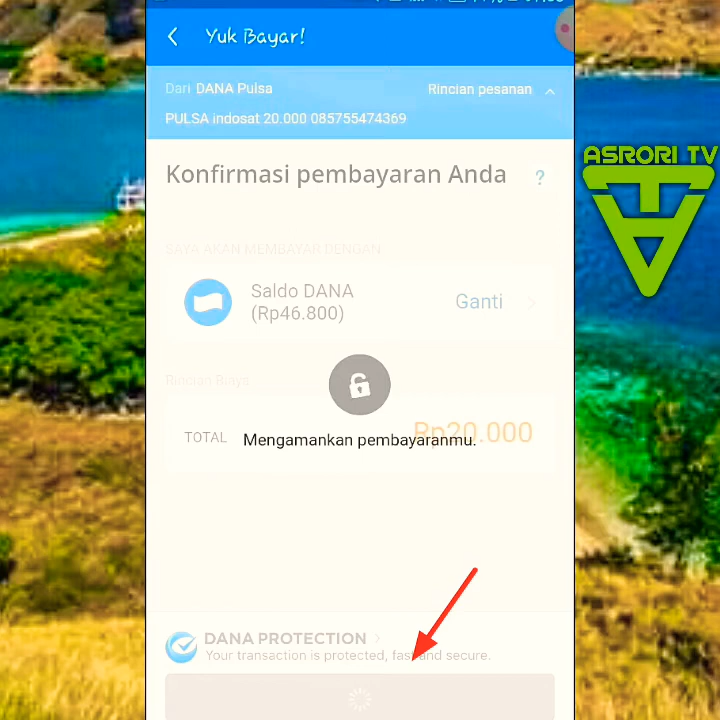 Yuk Bayar!
Dari DANA Pulsa
Rincian pesanan
PULSA indosat 20.000 085755474369
ASRORI TV
Konfirmasi pembayaran Anda ?
SAYA AKAN MEMBAYAR DENGAN
Saldo DANA
(Rp46.800)
Ganti
Rincian Biaya
TOTAL
Rp20.000
Mengamankan pembayaranmu.
DANA PROTECTION
Your transaction is protected, fast and secure.